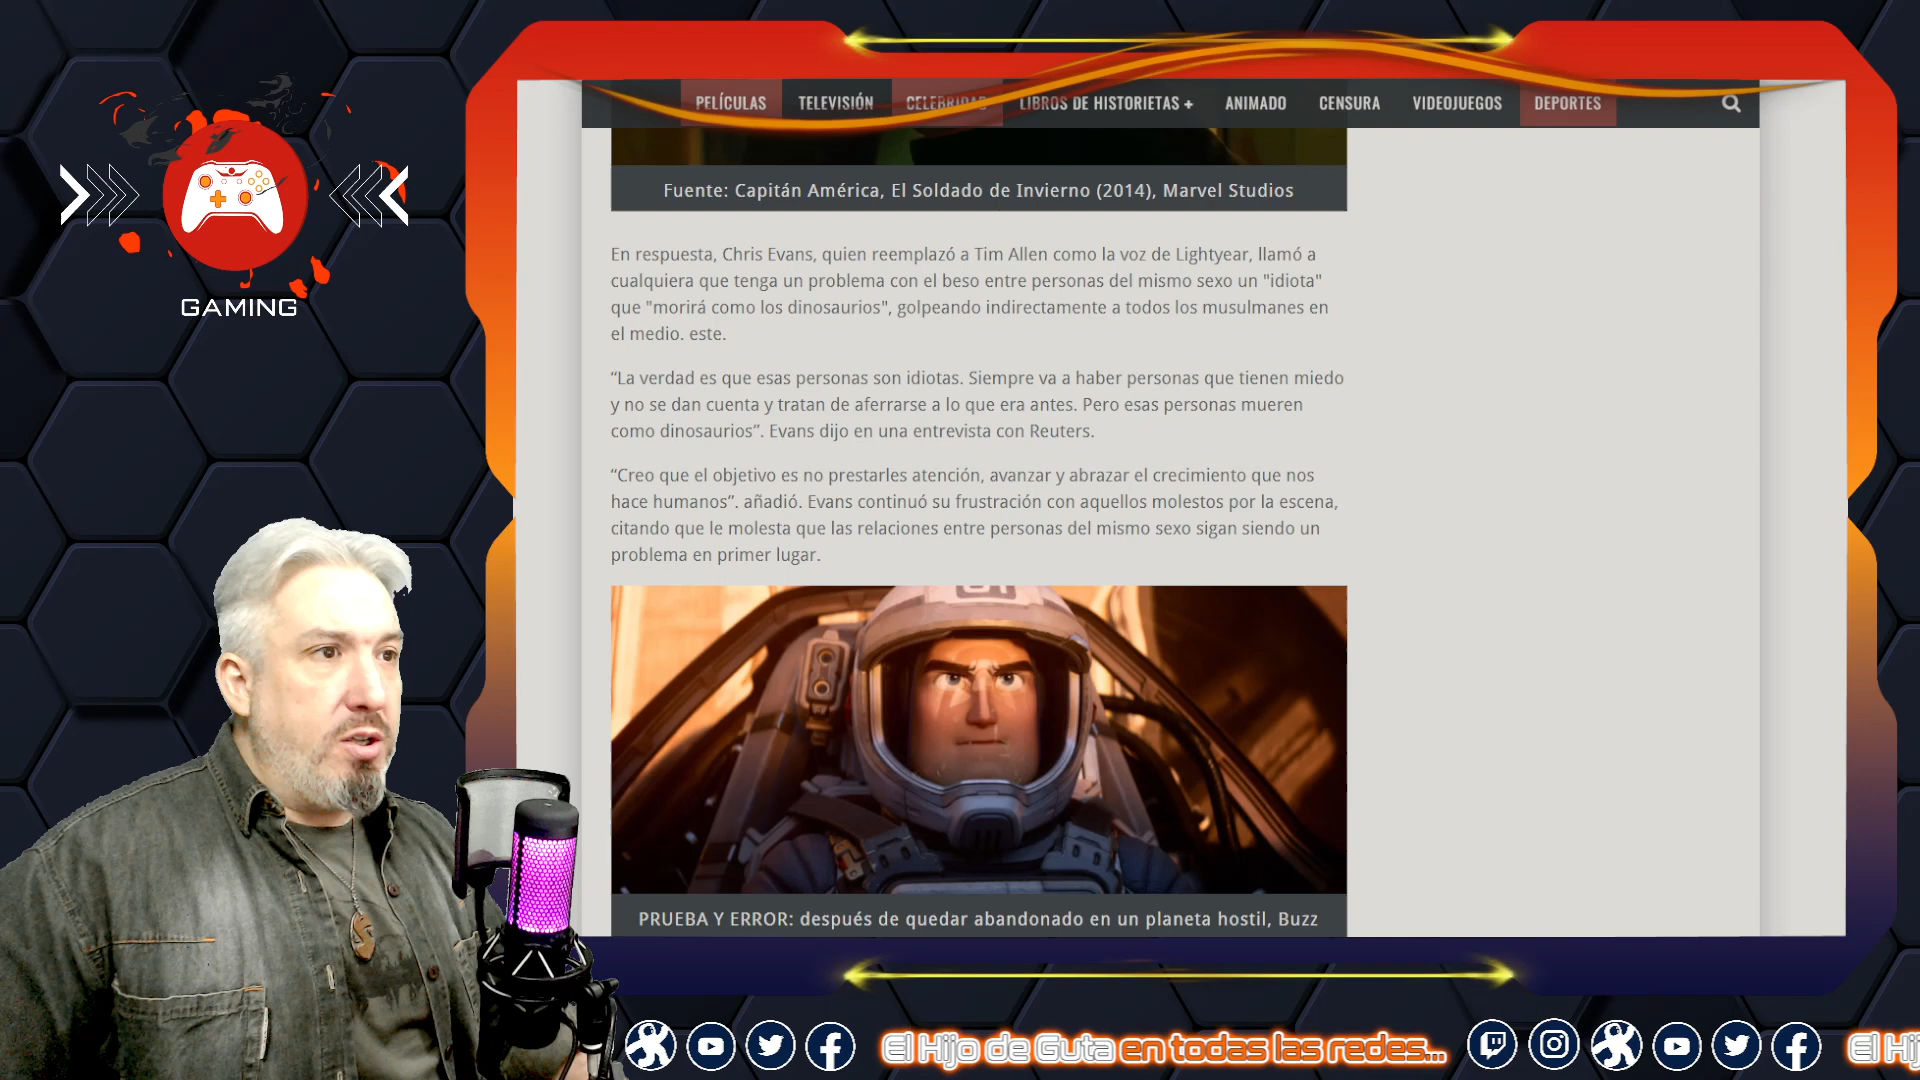 PELÍCULAS TELEVISIÓN CELEBRIDAD LIBROS DE HISTORIETAS + ANIMADO CENSURA VIDEOJUEGOS DEPORTES
Fuente: Capitán América, El Soldado de Invierno (2014), Marvel Studios
GAMING
En respuesta, Chris Evans, quien reemplazó a Tim Allen como la voz de Lightyear, llamó a
cualquiera que tenga un problema con el beso entre personas del mismo sexo un "idiota"
que "morirá como los dinosaurios", golpeando indirectamente a todos los musulmanes en
el medio. este.
“La verdad es que esas personas son idiotas. Siempre va a haber personas que tienen miedo
y no se dan cuenta y tratan de aferrarse a lo que era antes. Pero esas personas mueren
como dinosaurios”. Evans dijo en una entrevista con Reuters.
“Creo que el objetivo es no prestarles atención, avanzar y abrazar el crecimiento que nos
hace humanos”. añadió. Evans continuó su frustración con aquellos molestos por la escena,
citando que le molesta que las relaciones entre personas del mismo sexo sigan siendo un
problema en primer lugar.
PRUEBA Y ERROR: después de quedar abandonado en un planeta hostil, Buzz
El Hijo de Guta en todas las redes... El Hij